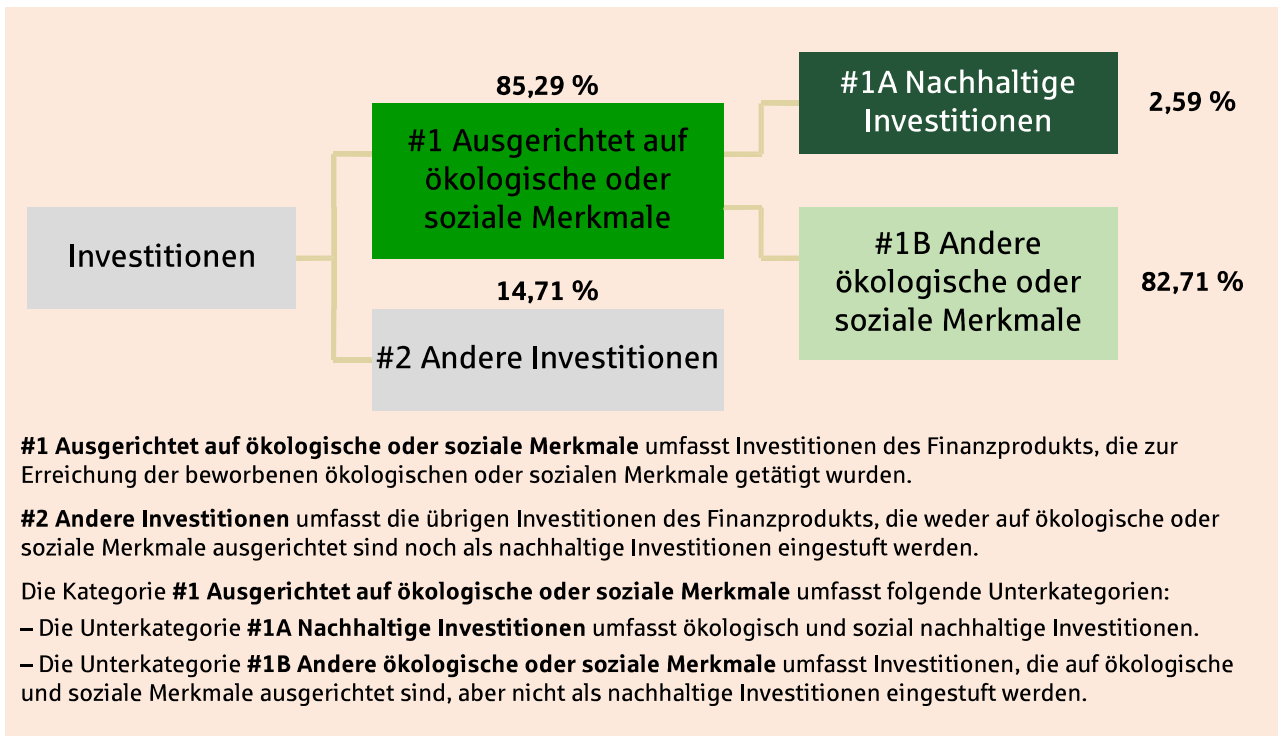 85,29 %
#1 Ausgerichtet auf
ökologische oder
soziale Merkmale
#1A Nachhaltige
Investitionen
2,59 %
Investitionen
#1B Andere
ökologische oder
soziale Merkmale
82,71 %
14,71 %
#2 Andere Investitionen
#1 Ausgerichtet auf ökologische oder soziale Merkmale umfasst Investitionen des Finanzprodukts, die zur
Erreichung der beworbenen ökologischen oder sozialen Merkmale getätigt wurden.
#2 Andere Investitionen umfasst die übrigen Investitionen des Finanzprodukts, die weder auf ökologische oder
soziale Merkmale ausgerichtet sind noch als nachhaltige Investitionen eingestuft werden.
Die Kategorie #1 Ausgerichtet auf ökologische oder soziale Merkmale umfasst folgende Unterkategorien:
– Die Unterkategorie #1A Nachhaltige Investitionen umfasst ökologisch und sozial nachhaltige Investitionen.
– Die Unterkategorie #1B Andere ökologische oder soziale Merkmale umfasst Investitionen, die auf ökologische
und soziale Merkmale ausgerichtet sind, aber nicht als nachhaltige Investitionen eingestuft werden.